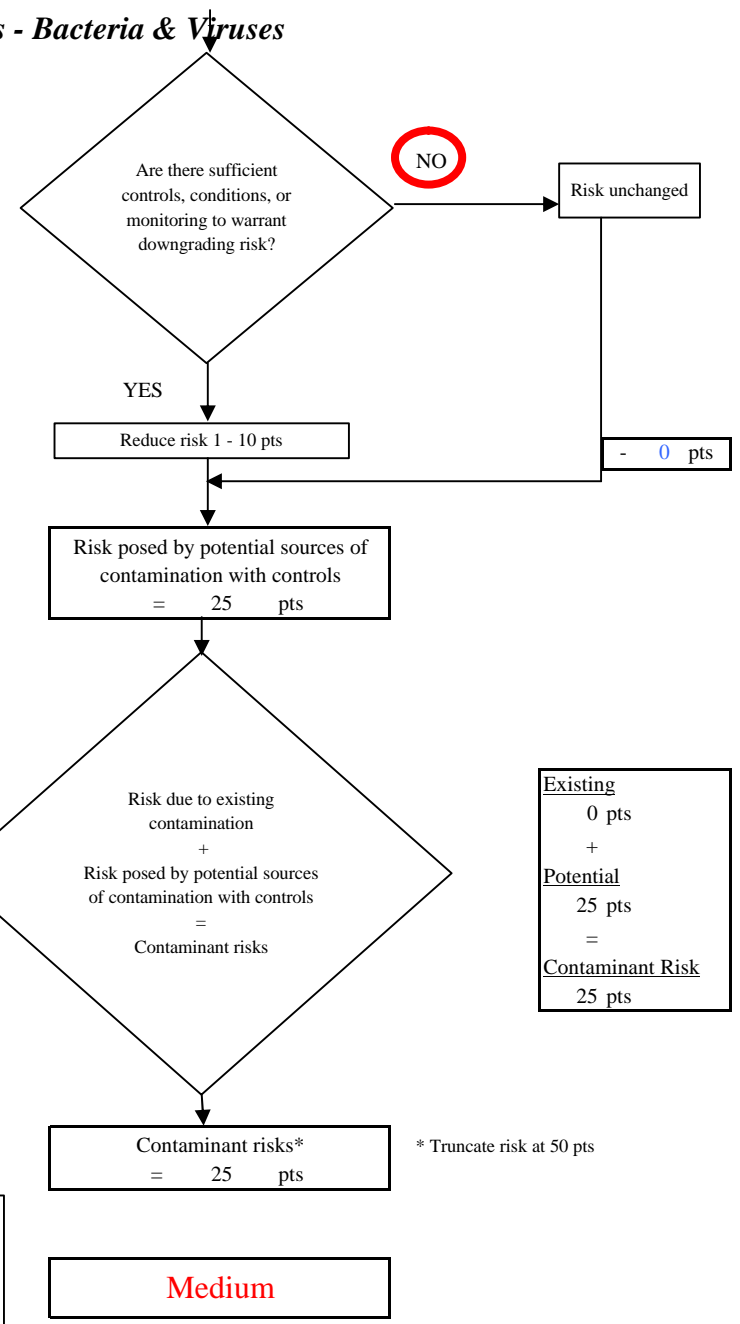 s - Bacteria & Viruses
Are there sufficient
controls, conditions, or
monitoring to warrant
downgrading risk?
NO
Risk unchanged
YES
Reduce risk 1 - 10 pts
- 0 pts
Risk posed by potential sources of
contamination with controls
= 25 pts
Risk due to existing
contamination
+
Risk posed by potential sources
of contamination with controls
=
Contaminant risks
Existing
0 pts
+
Potential
25 pts
=
Contaminant Risk
25 pts
Contaminant risks*
= 25 pts
* Truncate risk at 50 pts
Medium